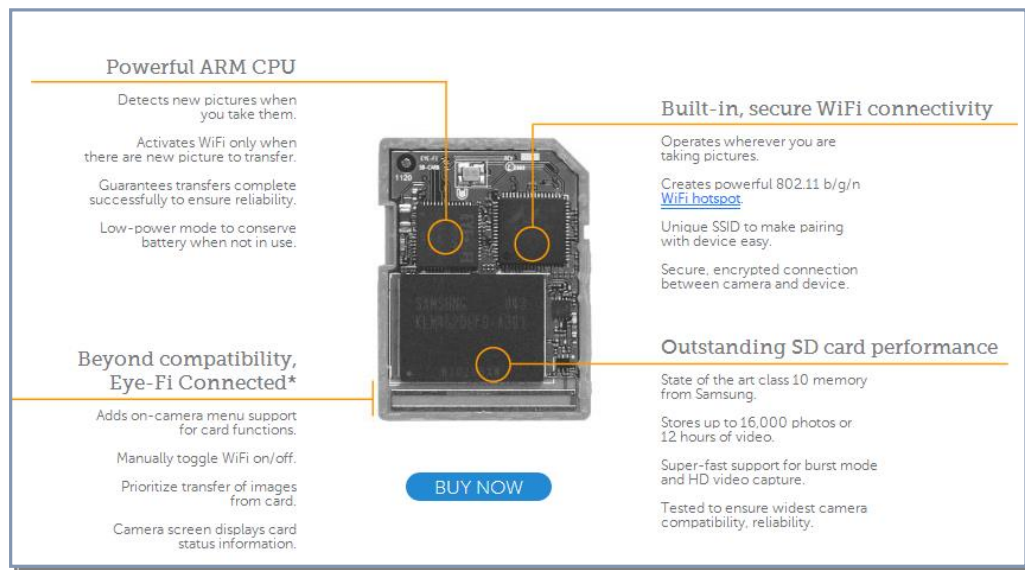 Powerful ARM CPU
Detects new pictures when
you take them.
Activates WiFi only when
there are new picture to transfer.
Guarantees transfers complete
successfully to ensure reliability.
Low-power mode to conserve
battery when not in use.
Beyond compatibility,
Eye-Fi Connected*
Adds on-camera menu support
for card functions.
Manually toggle WiFi on/off.
Prioritize transfer of images
from card.
Camera screen displays card
status information.
EYE-FI
1120
SAMSUNG 043
BUY NOW
Built-in, secure WiFi connectivity
Operates wherever you are
taking pictures.
Creates powerful 802.11 b/g/n
WiFi hotspot.
Unique SSID to make pairing
with device easy.
Secure, encrypted connection
between camera and device.
Outstanding SD card performance
State of the art class 10 memory
from Samsung.
Stores up to 16,000 photos or
12 hours of video.
Super-fast support for burst mode
and HD video capture.
Tested to ensure widest camera
compatibility, reliability.